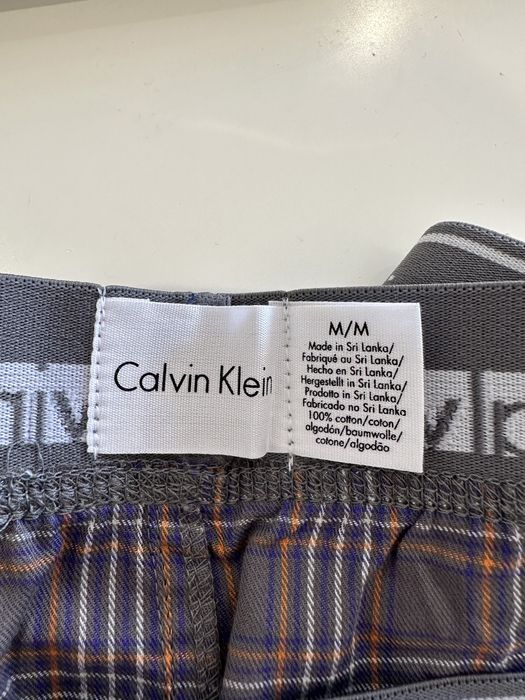 Calvin Klein
M/M
Made in Sri Lanka/
Fabriqué au Sri Lanka/
Hecho en Sri Lanka/
Hergestellt in Sri Lanka/
Prodotto in Sri Lanka/
Fabricado no Sri Lanka
100% cotton/coton/
algodón/baumwolle/
cotone/algodão